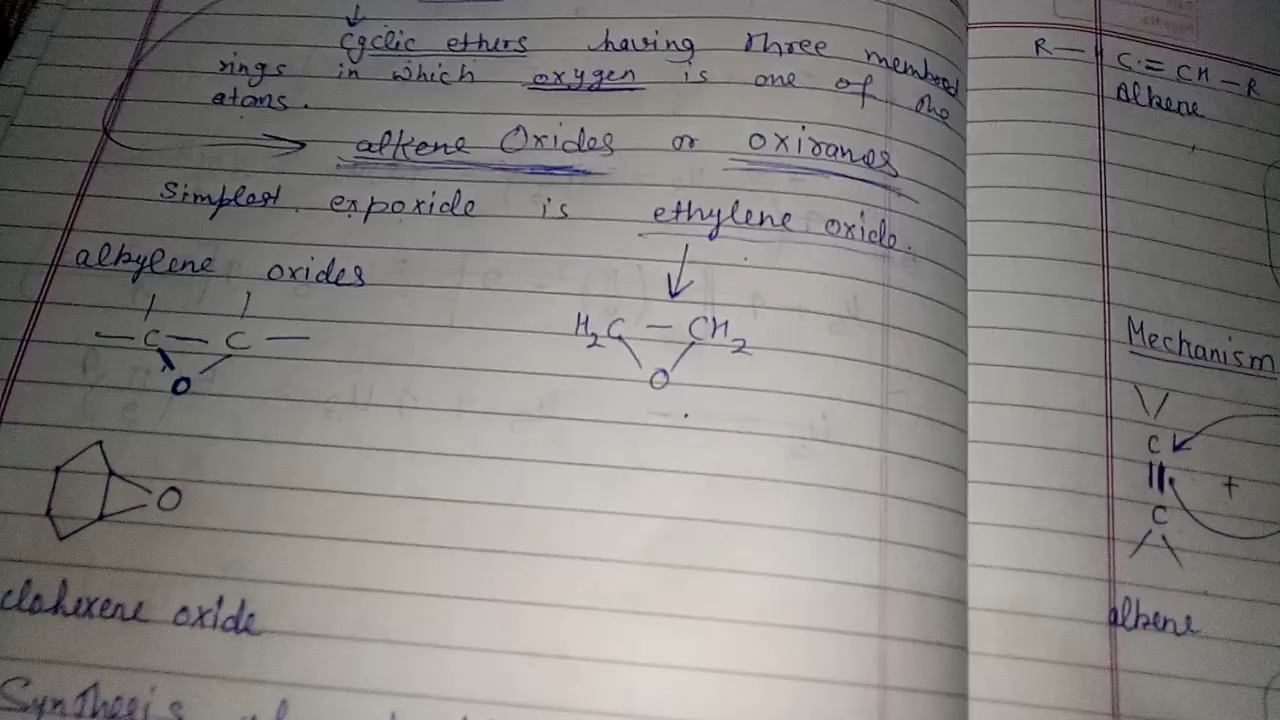 Cyclic ethers having three membered
rings in which oxygen is one of the
atoms.
alkene Oxides or oxiranes
Simplest expoxide is ethylene oxide.
alkylene oxides
— C — C —
O
H2C — CH2
O
O
clohexene oxide
Synthesis
R — C = CH — R
Alkene
Mechanism
C
+
C
alkene